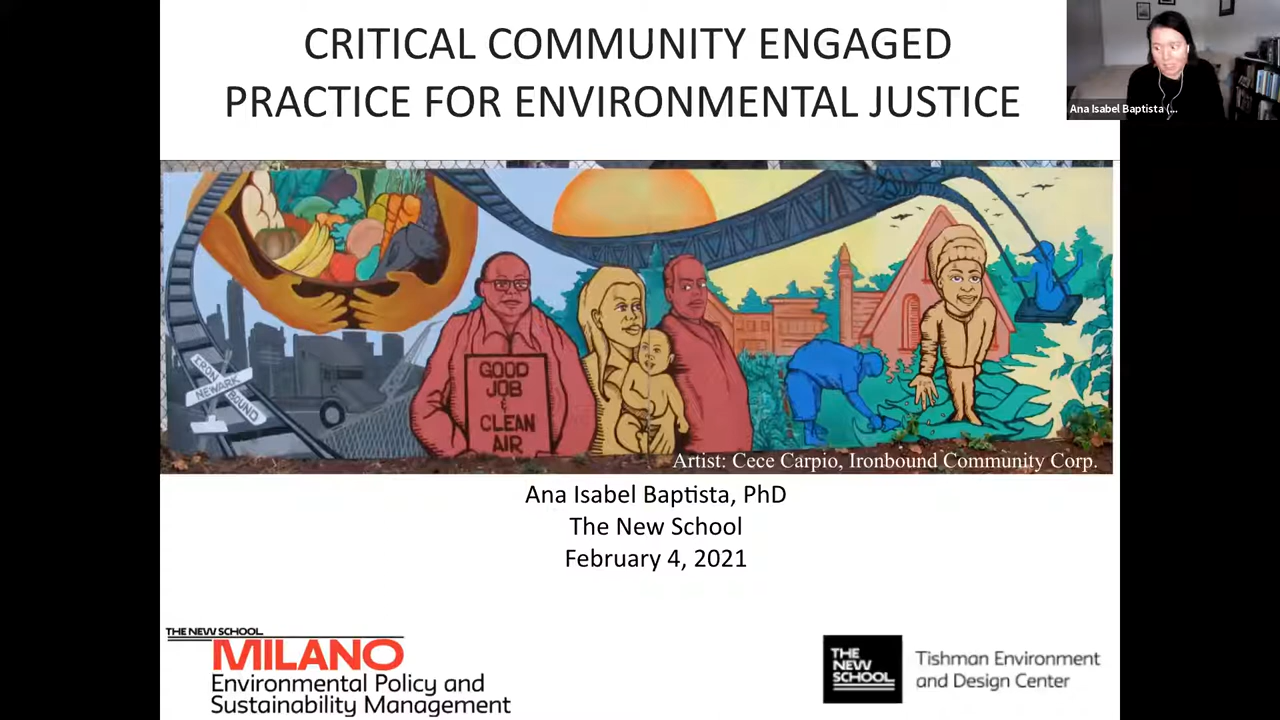 CRITICAL COMMUNITY ENGAGED
PRACTICE FOR ENVIRONMENTAL JUSTICE
Ana Isabel Baptista (...
IRON
NEWARK
BOUND
GOOD
JOB
&
CLEAN
AIR
Artist: Cece Carpio, Ironbound Community Corp.
Ana Isabel Baptista, PhD
The New School
February 4, 2021
THE NEW SCHOOL
MILANO
Environmental Policy and
Sustainability Management
THE
NEW
SCHOOL
Tishman Environment
and Design Center